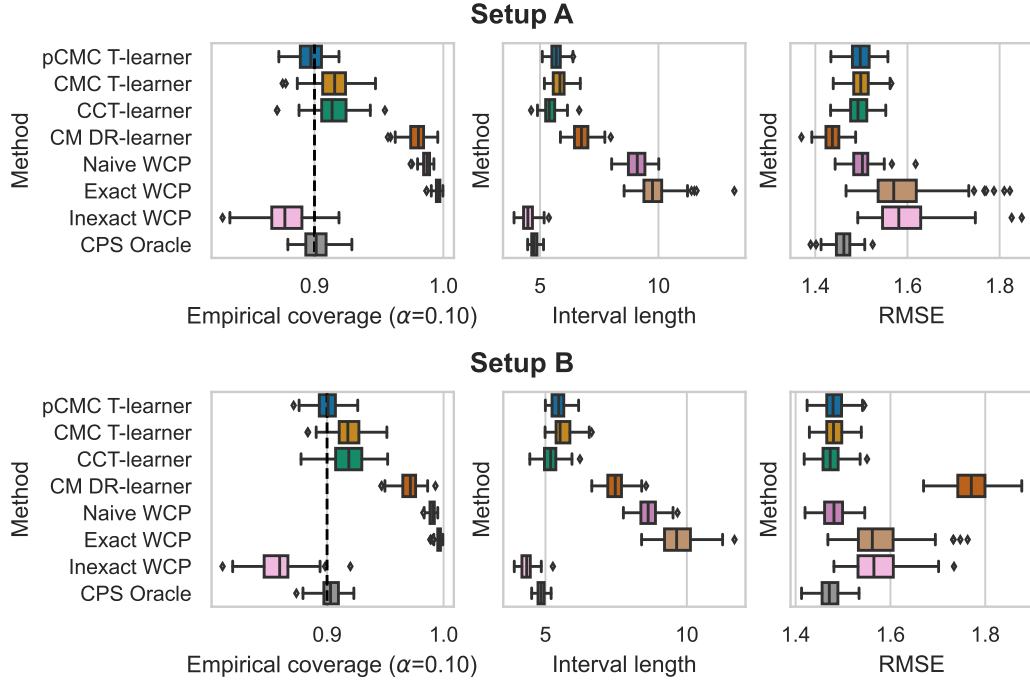 Setup A
Method
pCMC T-learner
CMC T-learner
CCT-learner
CM DR-learner
Naive WCP
Exact WCP
Inexact WCP
CPS Oracle
0.9 1.0
Empirical coverage (α=0.10)
Method
5 10
Interval length
Method
1.4 1.6 1.8
RMSE
Setup B
Method
pCMC T-learner
CMC T-learner
CCT-learner
CM DR-learner
Naive WCP
Exact WCP
Inexact WCP
CPS Oracle
0.9 1.0
Empirical coverage (α=0.10)
Method
5 10
Interval length
Method
1.4 1.6 1.8
RMSE